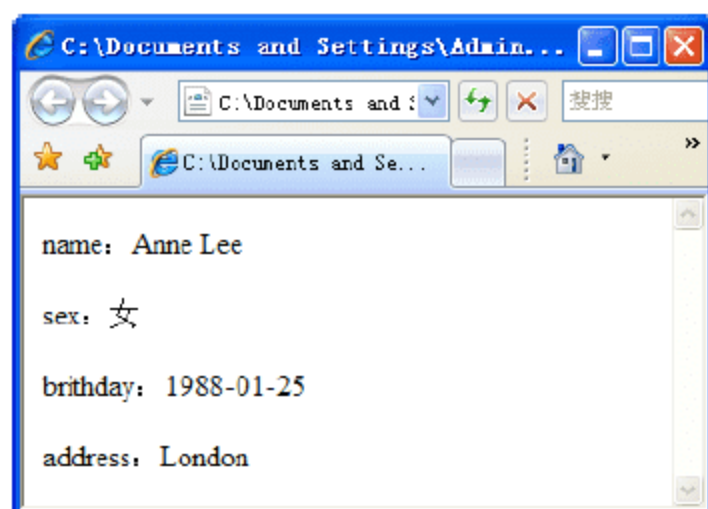 C:\Documents and Settings\Admin...
C:\Documents and S
搜搜
C:\Documents and Se...
»
name：Anne Lee
sex：女
brithday：1988-01-25
address：London